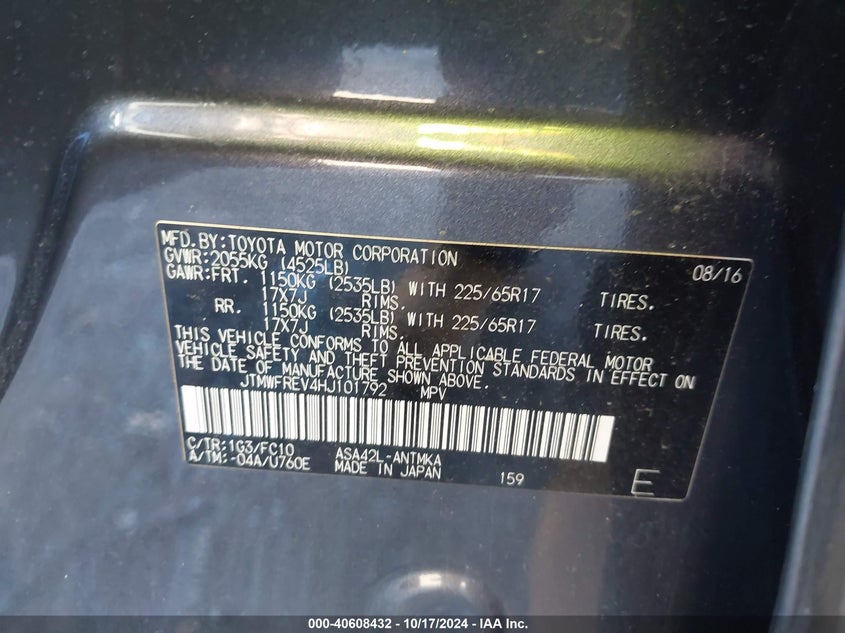 MFD.BY:TOYOTA MOTOR CORPORATION 08/16
GVWR:2055KG (4525LB)
GAWR:FRT. 1150KG (2535LB) WITH 225/65R17 TIRES.
17X7J RIMS.
RR. 1150KG (2535LB) WITH 225/65R17 TIRES.
17X7J RIMS.
THIS VEHICLE CONFORMS TO ALL APPLICABLE FEDERAL MOTOR
VEHICLE SAFETY AND THEFT PREVENTION STANDARDS IN EFFECT ON
THE DATE OF MANUFACTURE SHOWN ABOVE.
JTMWFREV4HJ101792 MPV
C/TR:1G3/FC10 ASA42L-ANTMKA
A/TM:-04A/U760E MADE IN JAPAN 159 E
000-40608432 - 10/17/2024 - IAA Inc.